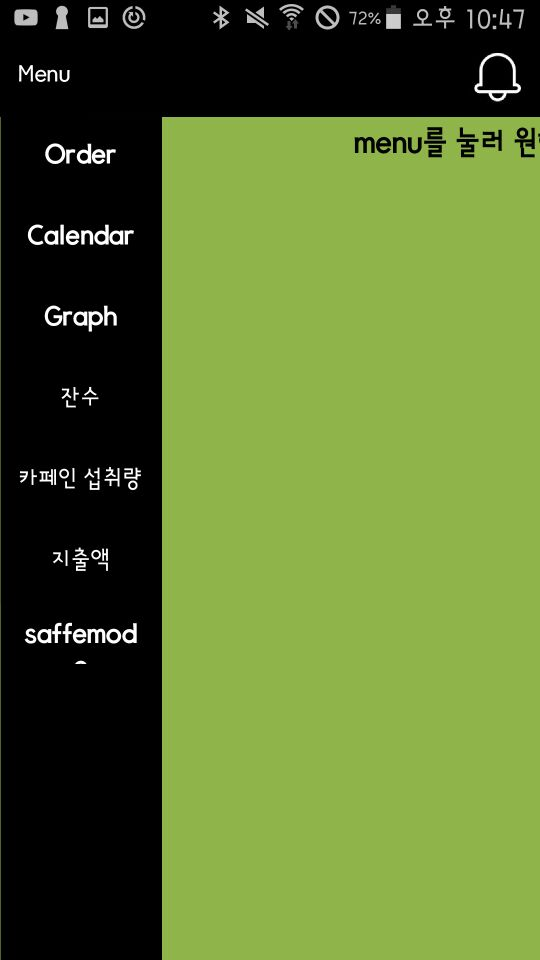 72% 오후 10:47
Menu
menu를 눌러 원
Order
Calendar
Graph
잔수
카페인 섭취량
지출액
saffemod